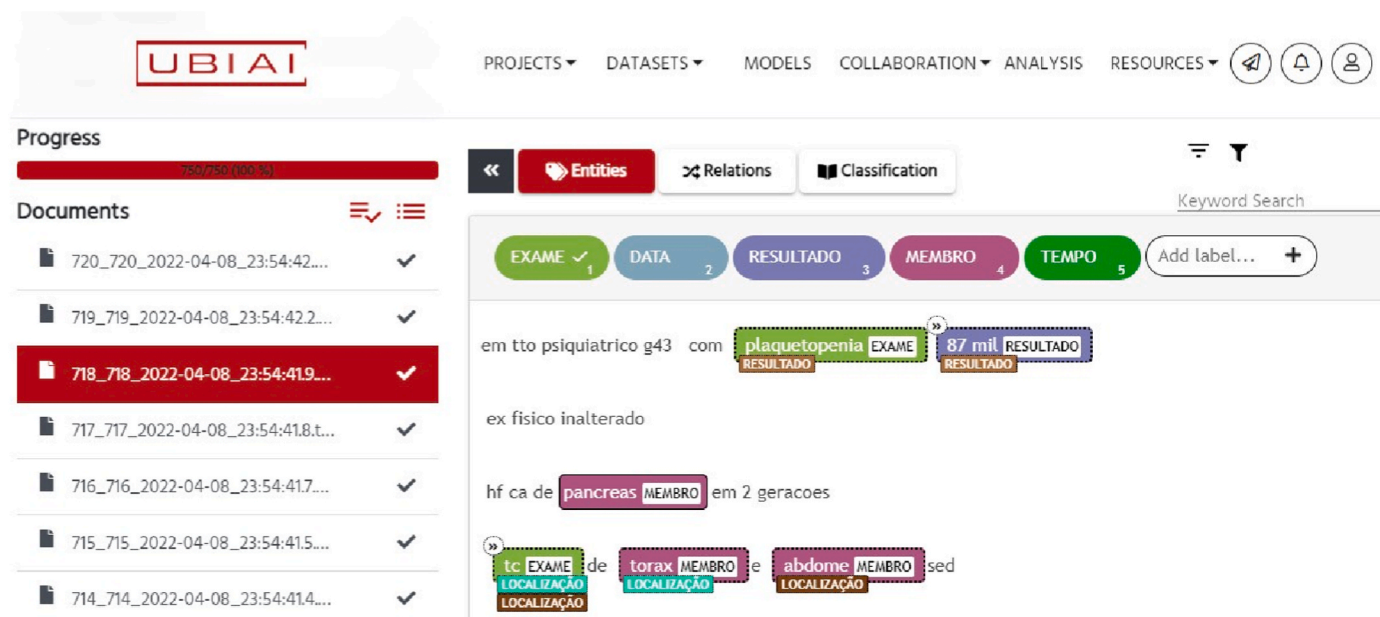 UBIAI
PROJECTS DATASETS MODELS COLLABORATION ANALYSIS RESOURCES
Progress
750/750 (100 %)
Documents
720_720_2022-04-08_23:54:42....
719_719_2022-04-08_23:54:42.2....
718_718_2022-04-08_23:54:41.9....
717_717_2022-04-08_23:54:41.8.t...
716_716_2022-04-08_23:54:41.7....
715_715_2022-04-08_23:54:41.5....
714_714_2022-04-08_23:54:41.4....
« Entities Relations Classification
Keyword Search
EXAME 1 DATA 2 RESULTADO 3 MEMBRO 4 TEMPO 5 Add label... +
em tto psiquiatrico g43 com plaquetopenia EXAME » 87 mil RESULTADO
RESULTADO RESULTADO
ex fisico inalterado
hf ca de pancreas MEMBRO em 2 geracoes
» tc EXAME de torax MEMBRO e abdome MEMBRO sed
LOCALIZAÇÃO LOCALIZAÇÃO LOCALIZAÇÃO
LOCALIZAÇÃO